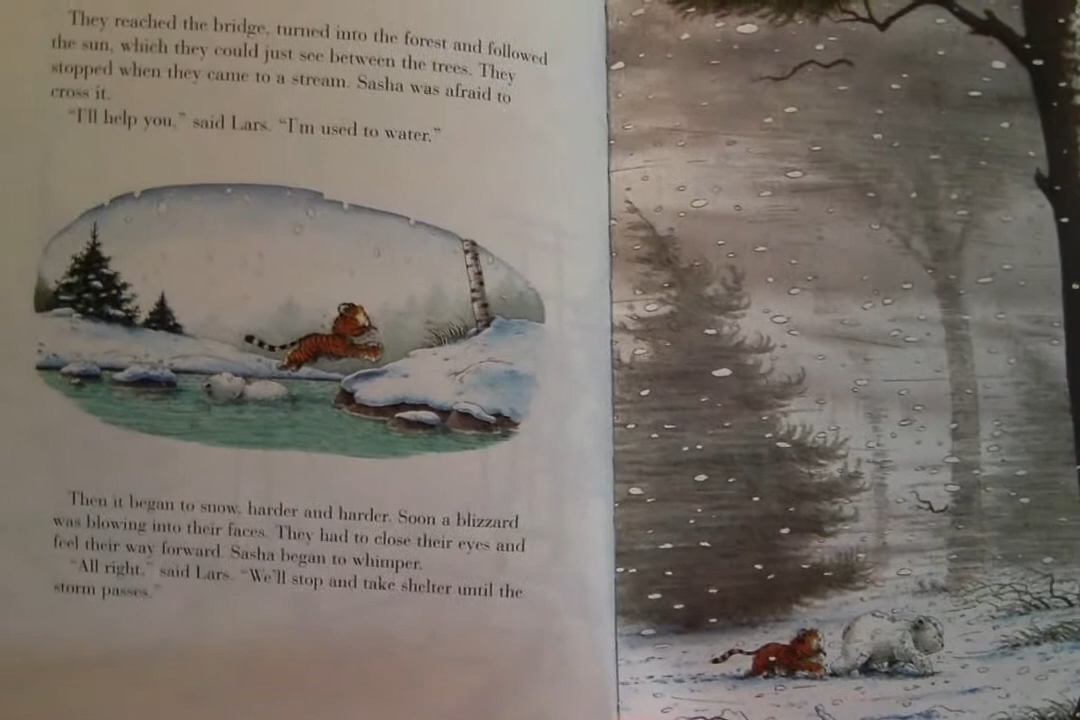 They reached the bridge, turned into the forest and followed
the sun, which they could just see between the trees. They
stopped when they came to a stream. Sasha was afraid to
cross it.
"I'll help you," said Lars. "I'm used to water."
Then it began to snow, harder and harder. Soon a blizzard
was blowing into their faces. They had to close their eyes and
feel their way forward. Sasha began to whimper.
"All right," said Lars. "We'll stop and take shelter until the
storm passes."